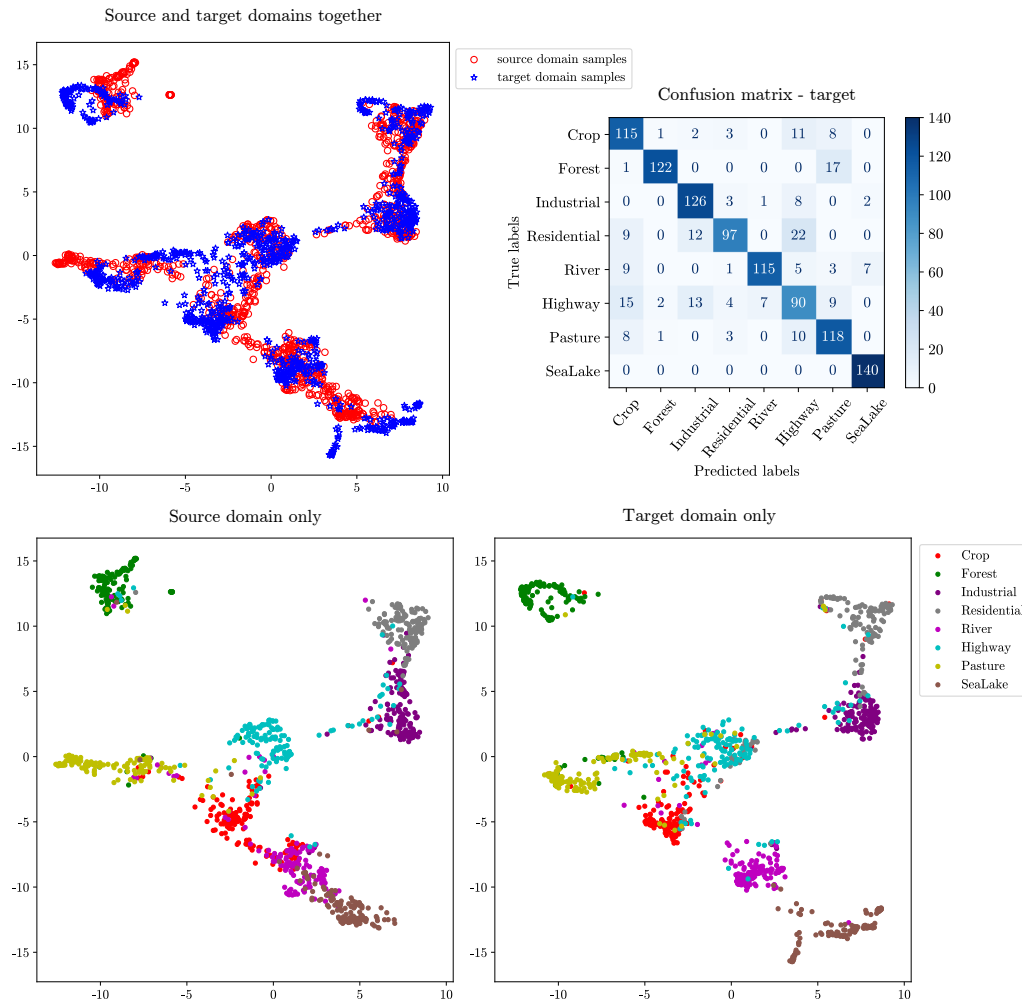 Source and target domains together
15
10
5
0
-5
-10
-15
-10
-5
0
5
10
source domain samples
target domain samples
Confusion matrix - target
True labels
Crop 115 1 2 3 0 11 8 0
Forest 1 122 0 0 0 0 17 0
Industrial 0 0 126 3 1 8 0 2
Residential 9 0 12 97 0 22 0 0
River 9 0 0 1 115 5 3 7
Highway 15 2 13 4 7 90 9 0
Pasture 8 1 0 3 0 10 118 0
SeaLake 0 0 0 0 0 0 0 140
Crop Forest Industrial Residential River Highway Pasture SeaLake
Predicted labels
140
120
100
80
60
40
20
0
Source domain only
15
10
5
0
-5
-10
-15
-10
-5
0
5
10
Target domain only
15
10
5
0
-5
-10
-15
-10
-5
0
5
10
Crop
Forest
Industrial
Residential
River
Highway
Pasture
SeaLake